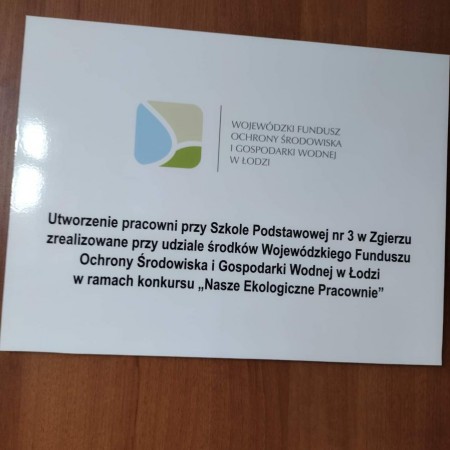 WOJEWÓDZKI FUNDUSZ
OCHRONY ŚRODOWISKA
I GOSPODARKI WODNEJ
W ŁODZI
Utworzenie pracowni przy Szkole Podstawowej nr 3 w Zgierzu
zrealizowane przy udziale środków Wojewódzkiego Funduszu
Ochrony Środowiska i Gospodarki Wodnej w Łodzi
w ramach konkursu „Nasze Ekologiczne Pracownie”